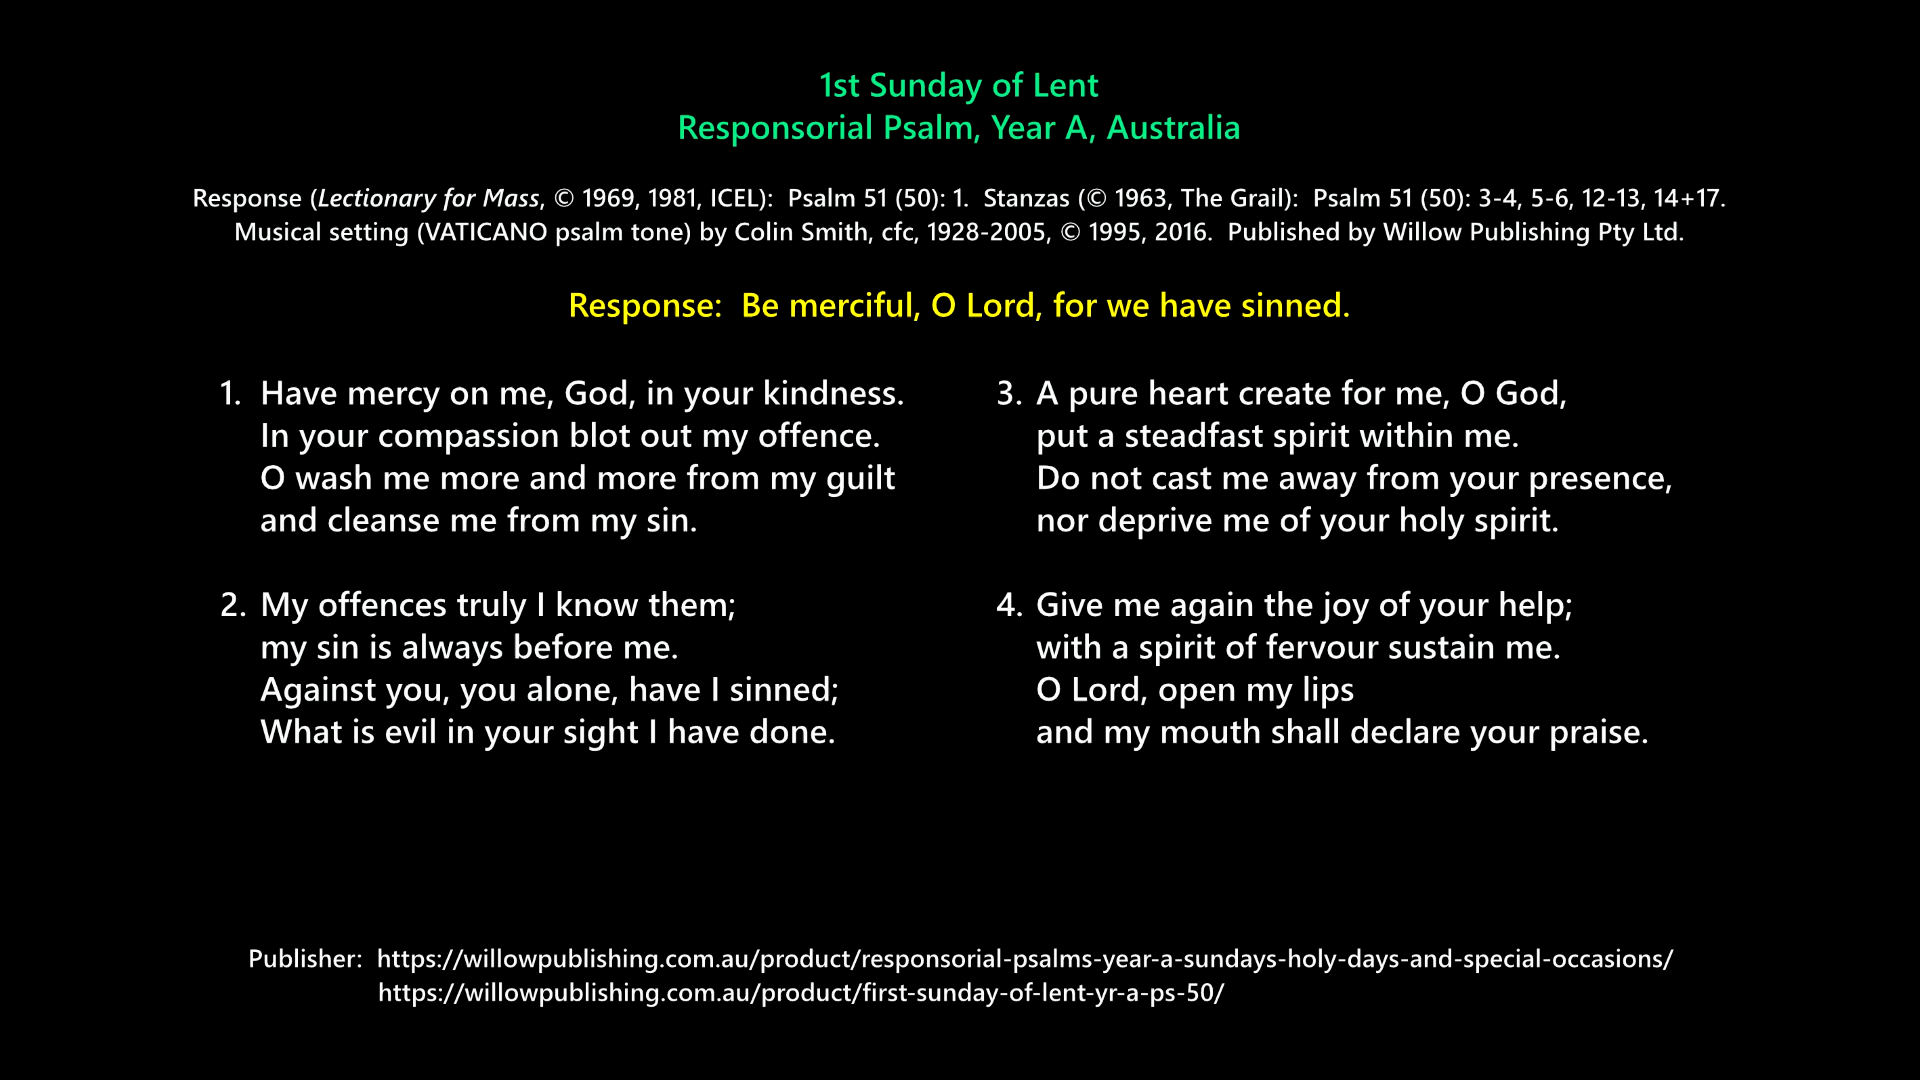 1st Sunday of Lent
Responsorial Psalm, Year A, Australia
Response (Lectionary for Mass, © 1969, 1981, ICEL):  Psalm 51 (50): 1.  Stanzas (© 1963, The Grail):  Psalm 51 (50): 3-4, 5-6, 12-13, 14+17.
Musical setting (VATICANO psalm tone) by Colin Smith, cfc, 1928-2005, © 1995, 2016.  Published by Willow Publishing Pty Ltd.
Response:  Be merciful, O Lord, for we have sinned.
1. Have mercy on me, God, in your kindness.
In your compassion blot out my offence.
O wash me more and more from my guilt
and cleanse me from my sin.
2. My offences truly I know them;
my sin is always before me.
Against you, you alone, have I sinned;
What is evil in your sight I have done.
3. A pure heart create for me, O God,
put a steadfast spirit within me.
Do not cast me away from your presence,
nor deprive me of your holy spirit.
4. Give me again the joy of your help;
with a spirit of fervour sustain me.
O Lord, open my lips
and my mouth shall declare your praise.
Publisher:  https://willowpublishing.com.au/product/responsorial-psalms-year-a-sundays-holy-days-and-special-occasions/
https://willowpublishing.com.au/product/first-sunday-of-lent-yr-a-ps-50/